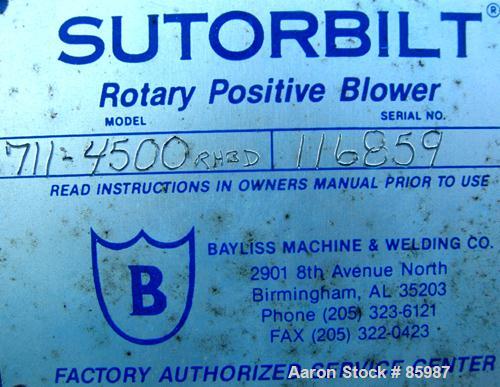 SUTORBILT®
Rotary Positive Blower
MODEL SERIAL NO.
711-4500 RHBD 116859
READ INSTRUCTIONS IN OWNERS MANUAL PRIOR TO USE
B
BAYLISS MACHINE & WELDING CO.
2901 8th Avenue North
Birmingham, AL 35203
Phone (205) 323-6121
FAX (205) 322-0423
FACTORY AUTHORIZED SERVICE CENTER
Aaron Stock # 85987